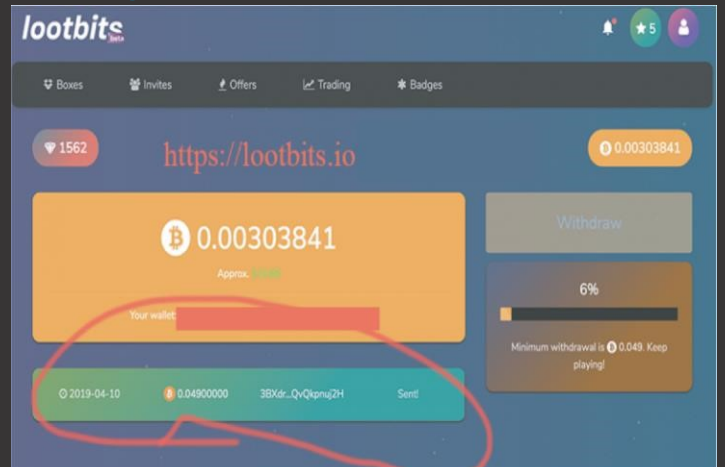 lootbits
beta
5
Boxes
Invites
Offers
Trading
Badges
1562
https://lootbits.io
0.00303841
0.00303841
Approx.
Your wallet:
Withdraw
6%
Minimum withdrawal is 0.049. Keep
playing!
2019-04-10 0.04900000 3BXdr...QvQkpnuj2H Sent!